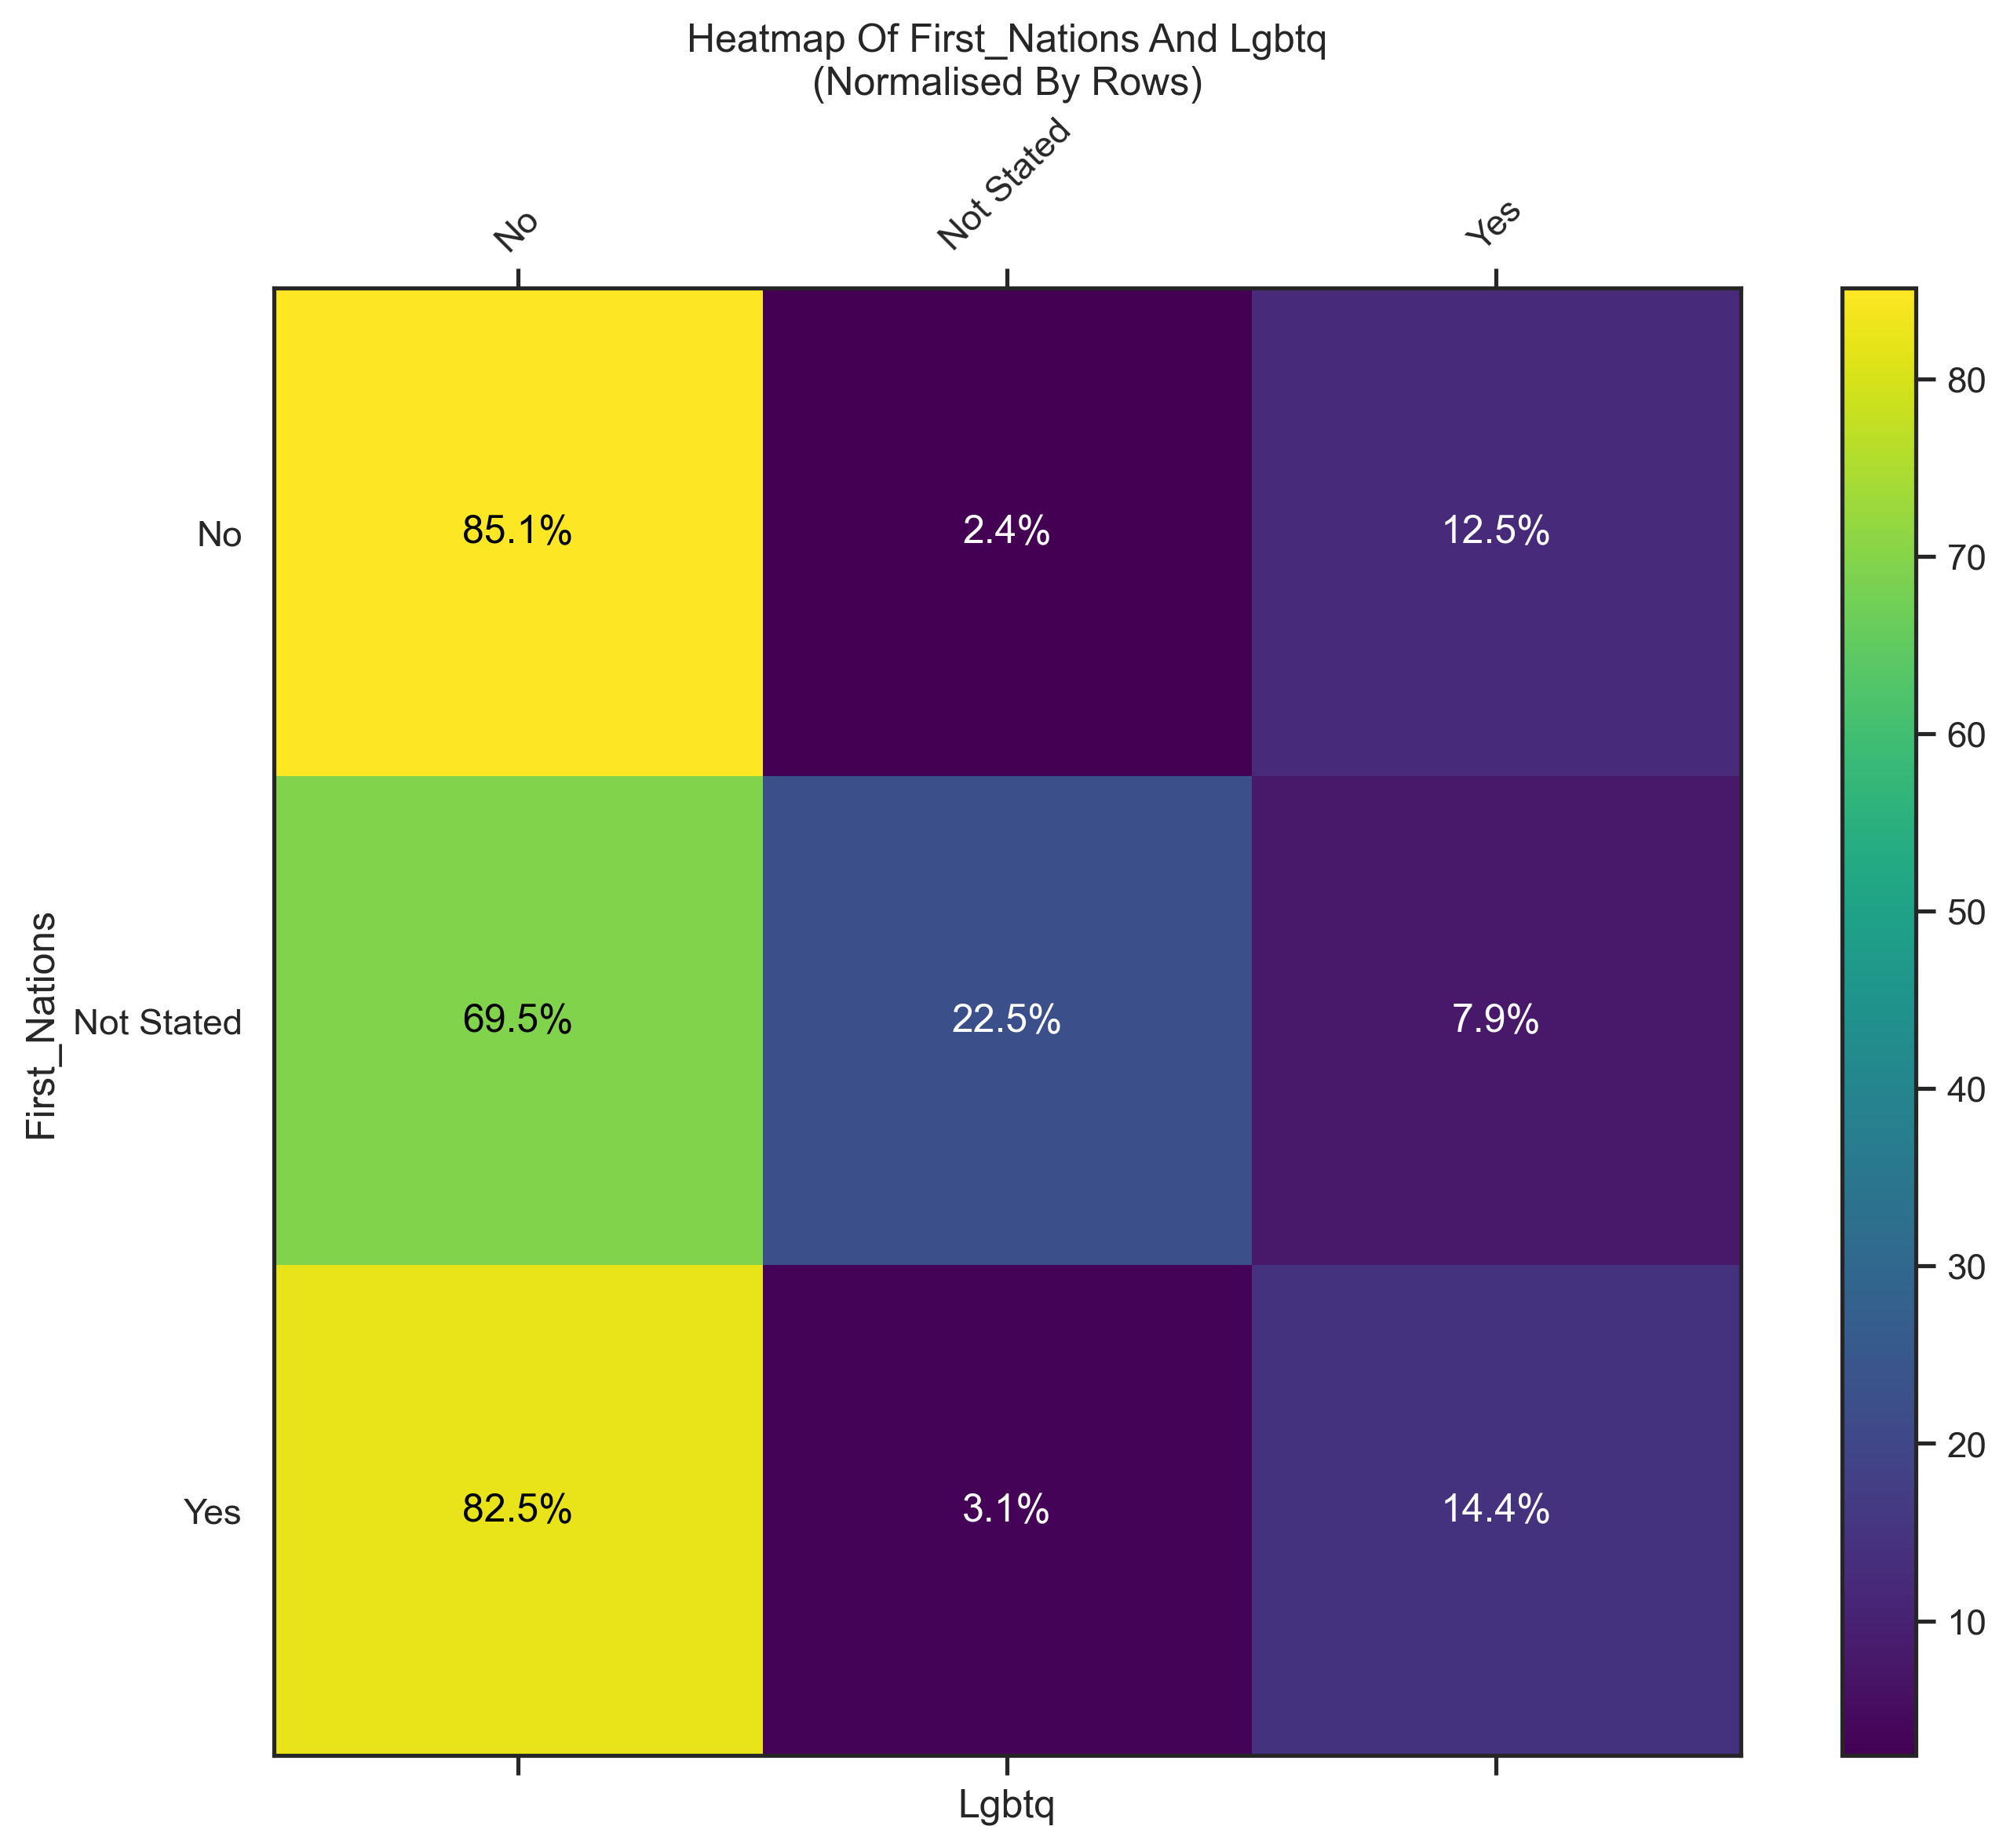 Heatmap Of First_Nations And Lgbtq
(Normalised By Rows)
No
Not Stated
Yes
No
85.1%
2.4%
12.5%
Not Stated
69.5%
22.5%
7.9%
Yes
82.5%
3.1%
14.4%
First_Nations
Lgbtq
80
70
60
50
40
30
20
10